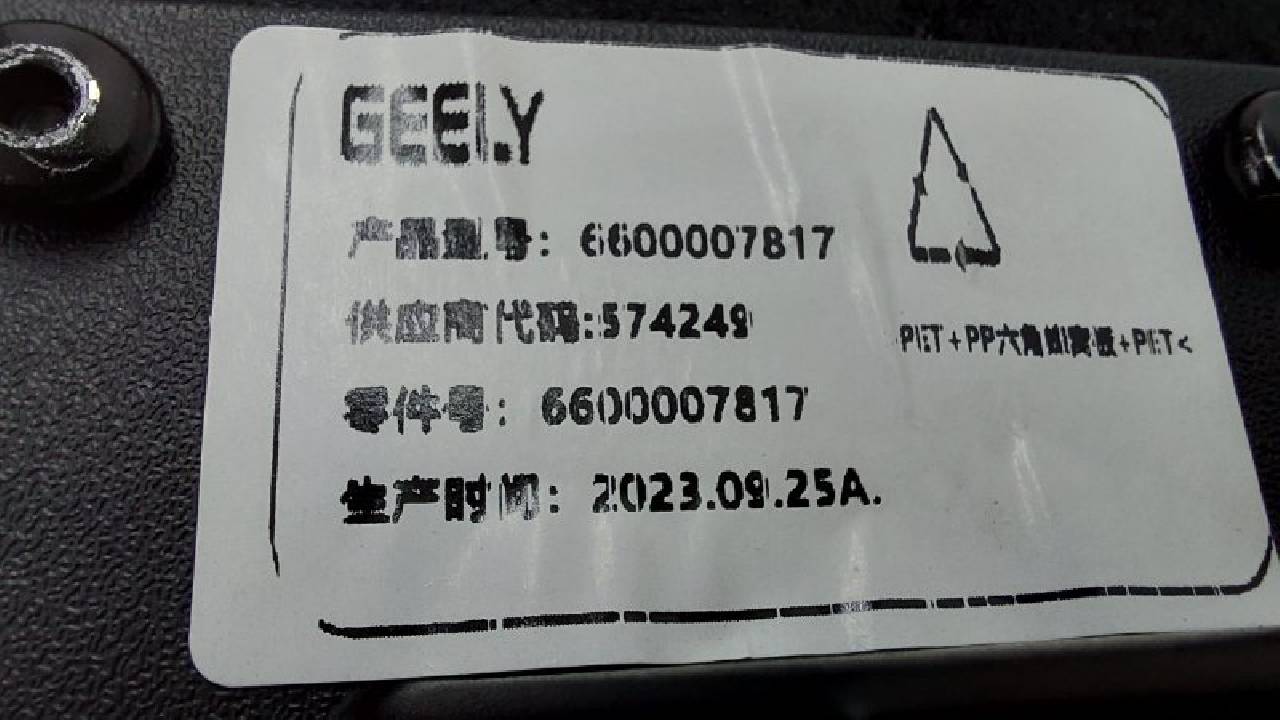 GEELY
产品型号: 6600007817
供应商代码:574249
PET+PP六角蜂窝板+PET<
零件号: 6600007817
生产时间: 2023.09.25A.